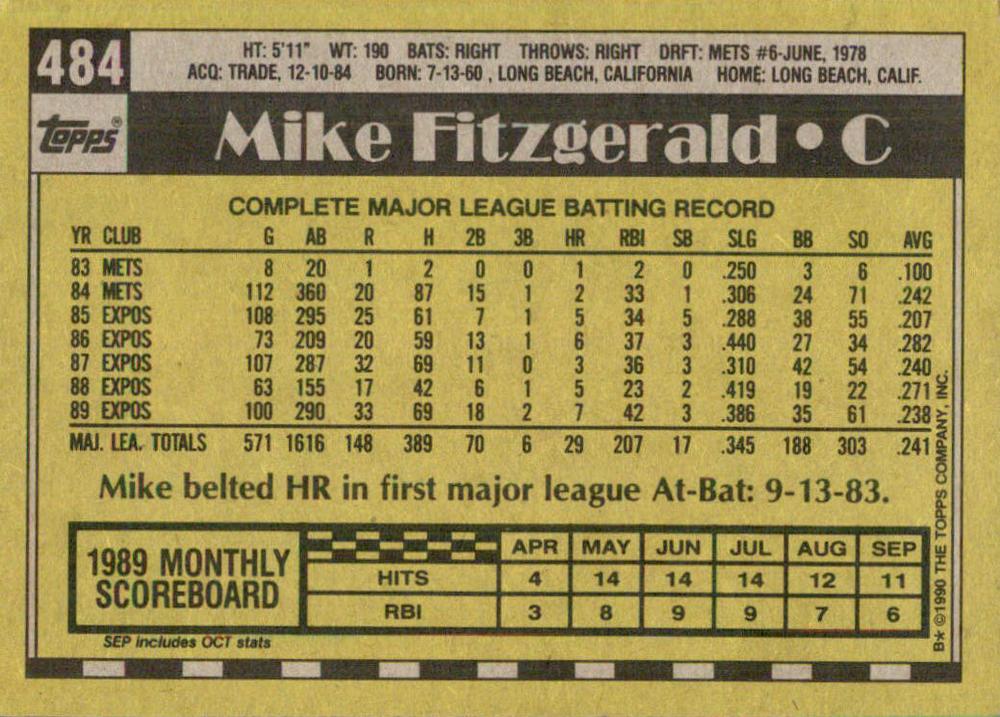 484
HT: 5'11" WT: 190 BATS: RIGHT THROWS: RIGHT DRFT: METS #6-JUNE, 1978
ACQ: TRADE, 12-10-84 BORN: 7-13-60 , LONG BEACH, CALIFORNIA HOME: LONG BEACH, CALIF.
Topps®
Mike Fitzgerald • C
COMPLETE MAJOR LEAGUE BATTING RECORD
YR CLUB G AB R H 2B 3B HR RBI SB SLG BB SO AVG
83 METS 8 20 1 2 0 0 1 2 0 .250 3 6 .100
84 METS 112 360 20 87 15 1 2 33 1 .306 24 71 .242
85 EXPOS 108 295 25 61 7 1 5 34 5 .288 38 55 .207
86 EXPOS 73 209 20 59 13 1 6 37 3 .440 27 34 .282
87 EXPOS 107 287 32 69 11 0 3 36 3 .310 42 54 .240
88 EXPOS 63 155 17 42 6 1 5 23 2 .419 19 22 .271
89 EXPOS 100 290 33 69 18 2 7 42 3 .386 35 61 .238
MAJ. LEA. TOTALS 571 1616 148 389 70 6 29 207 17 .345 188 303 .241
Mike belted HR in first major league At-Bat: 9-13-83.
1989 MONTHLY SCOREBOARD
APR MAY JUN JUL AUG SEP
HITS 4 14 14 14 12 11
RBI 3 8 9 9 7 6
SEP includes OCT stats
B* ©1990 THE TOPPS COMPANY, INC.